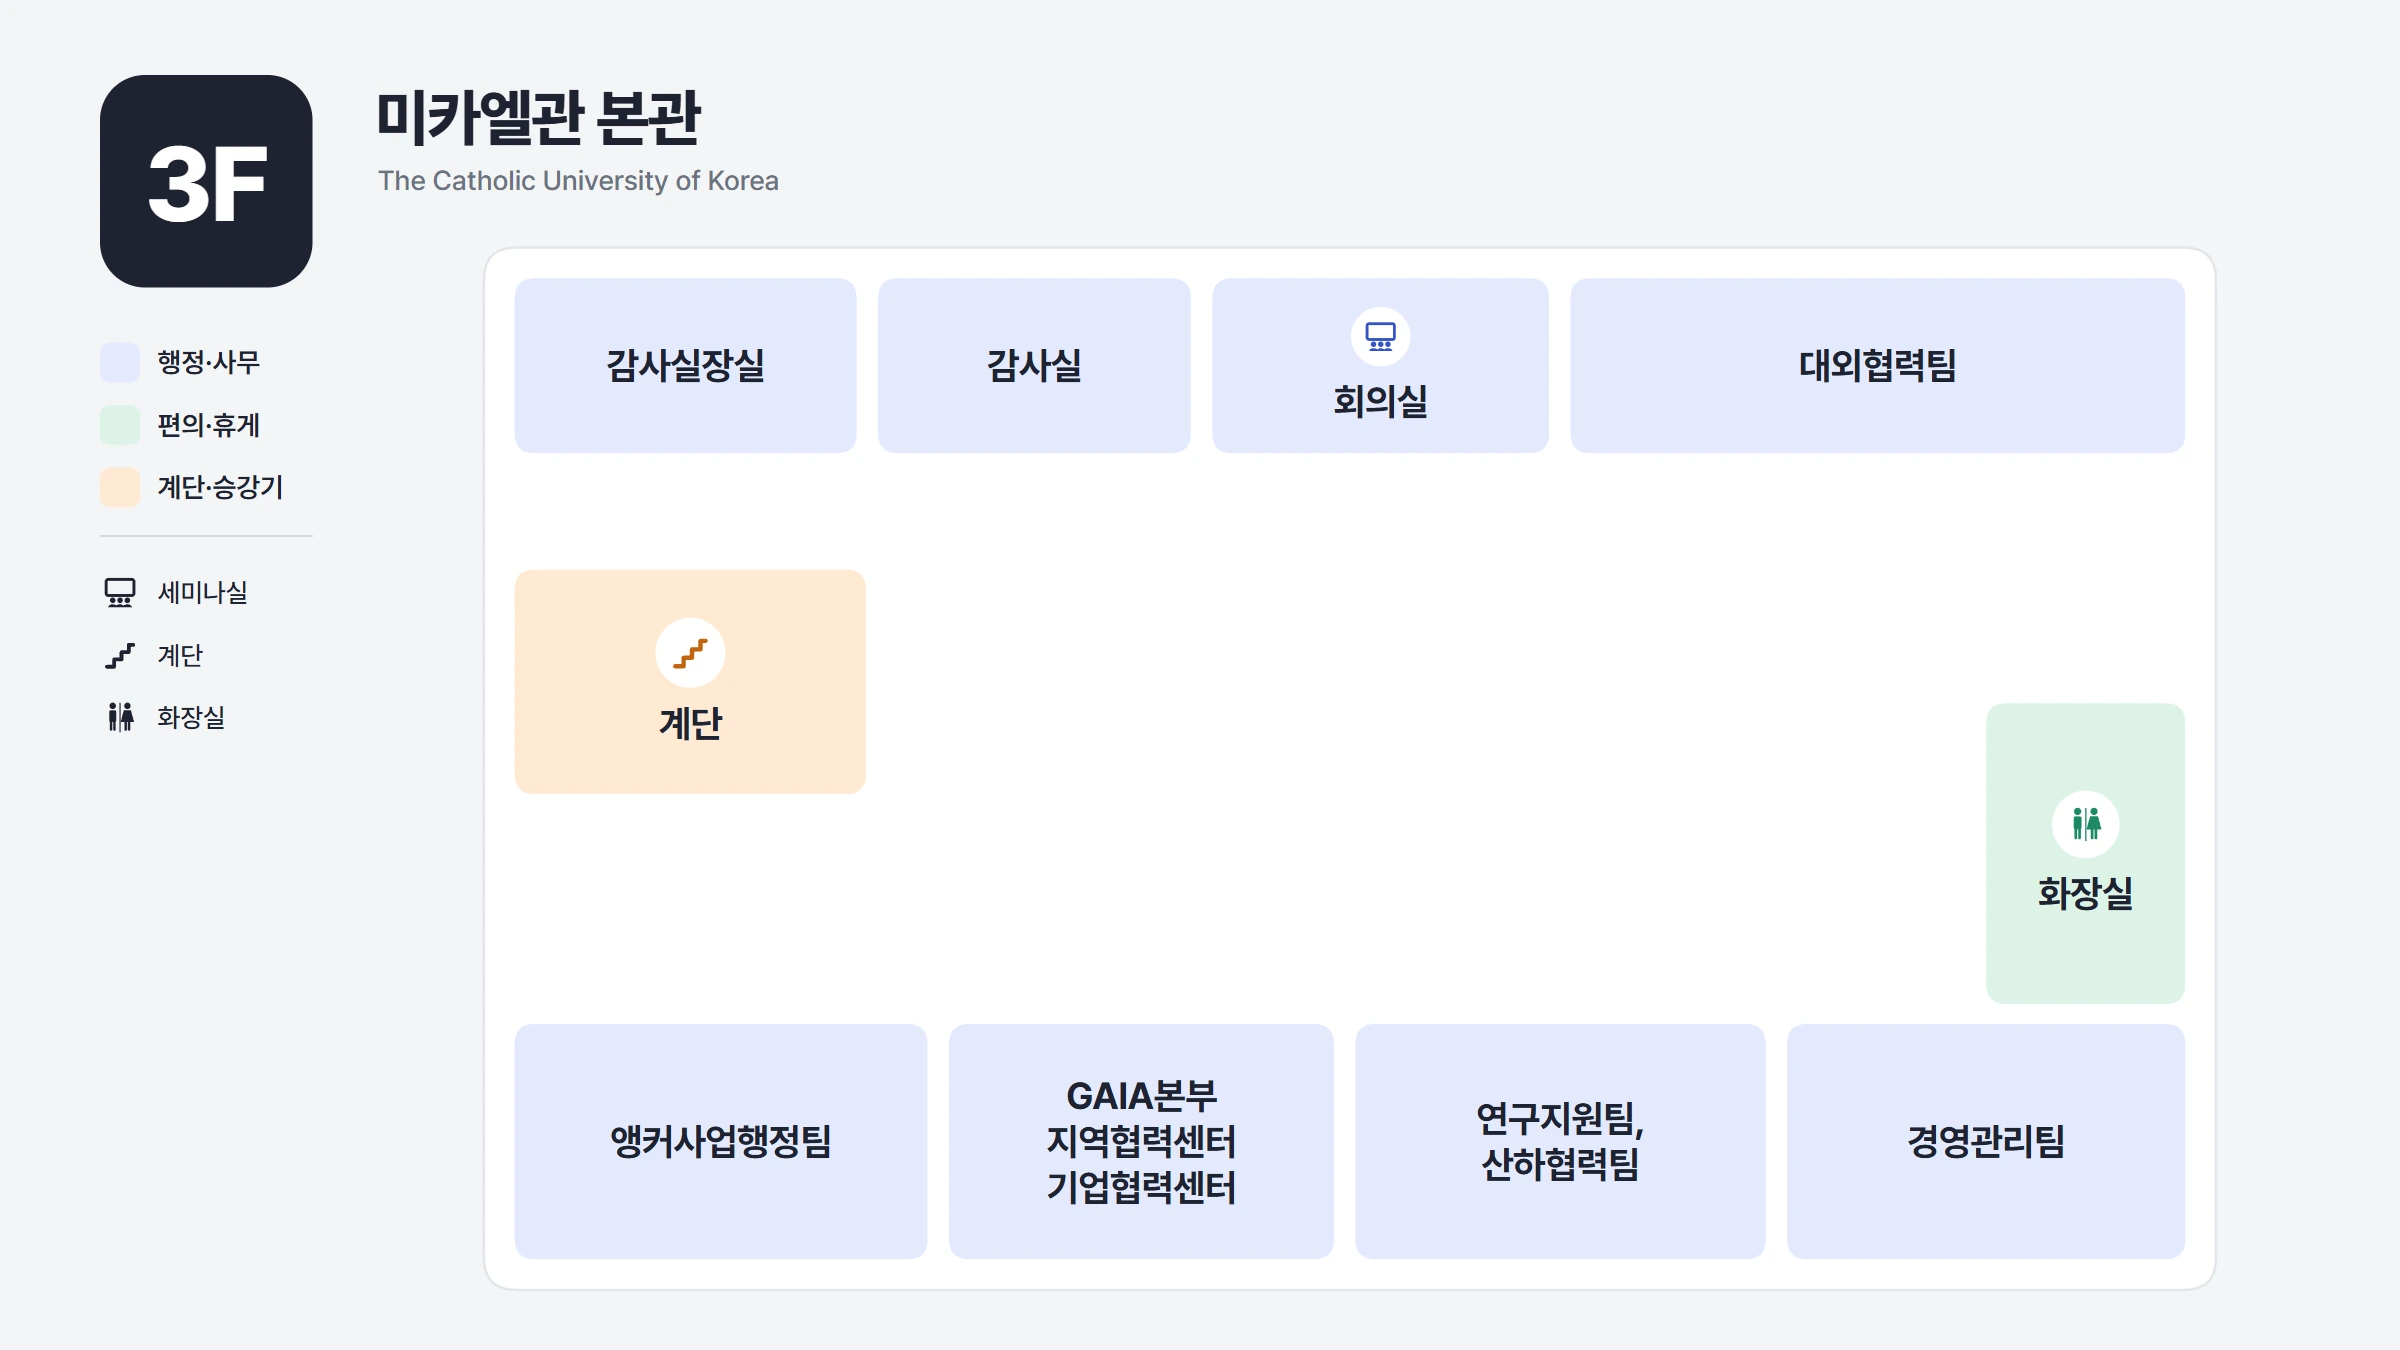 3F
미카엘관 본관
The Catholic University of Korea
행정·사무
편의·휴게
계단·승강기
세미나실
계단
화장실
감사실장실
감사실
회의실
대외협력팀
계단
화장실
앵커사업행정팀
GAIA본부
지역협력센터
기업협력센터
연구지원팀,
산하협력팀
경영관리팀